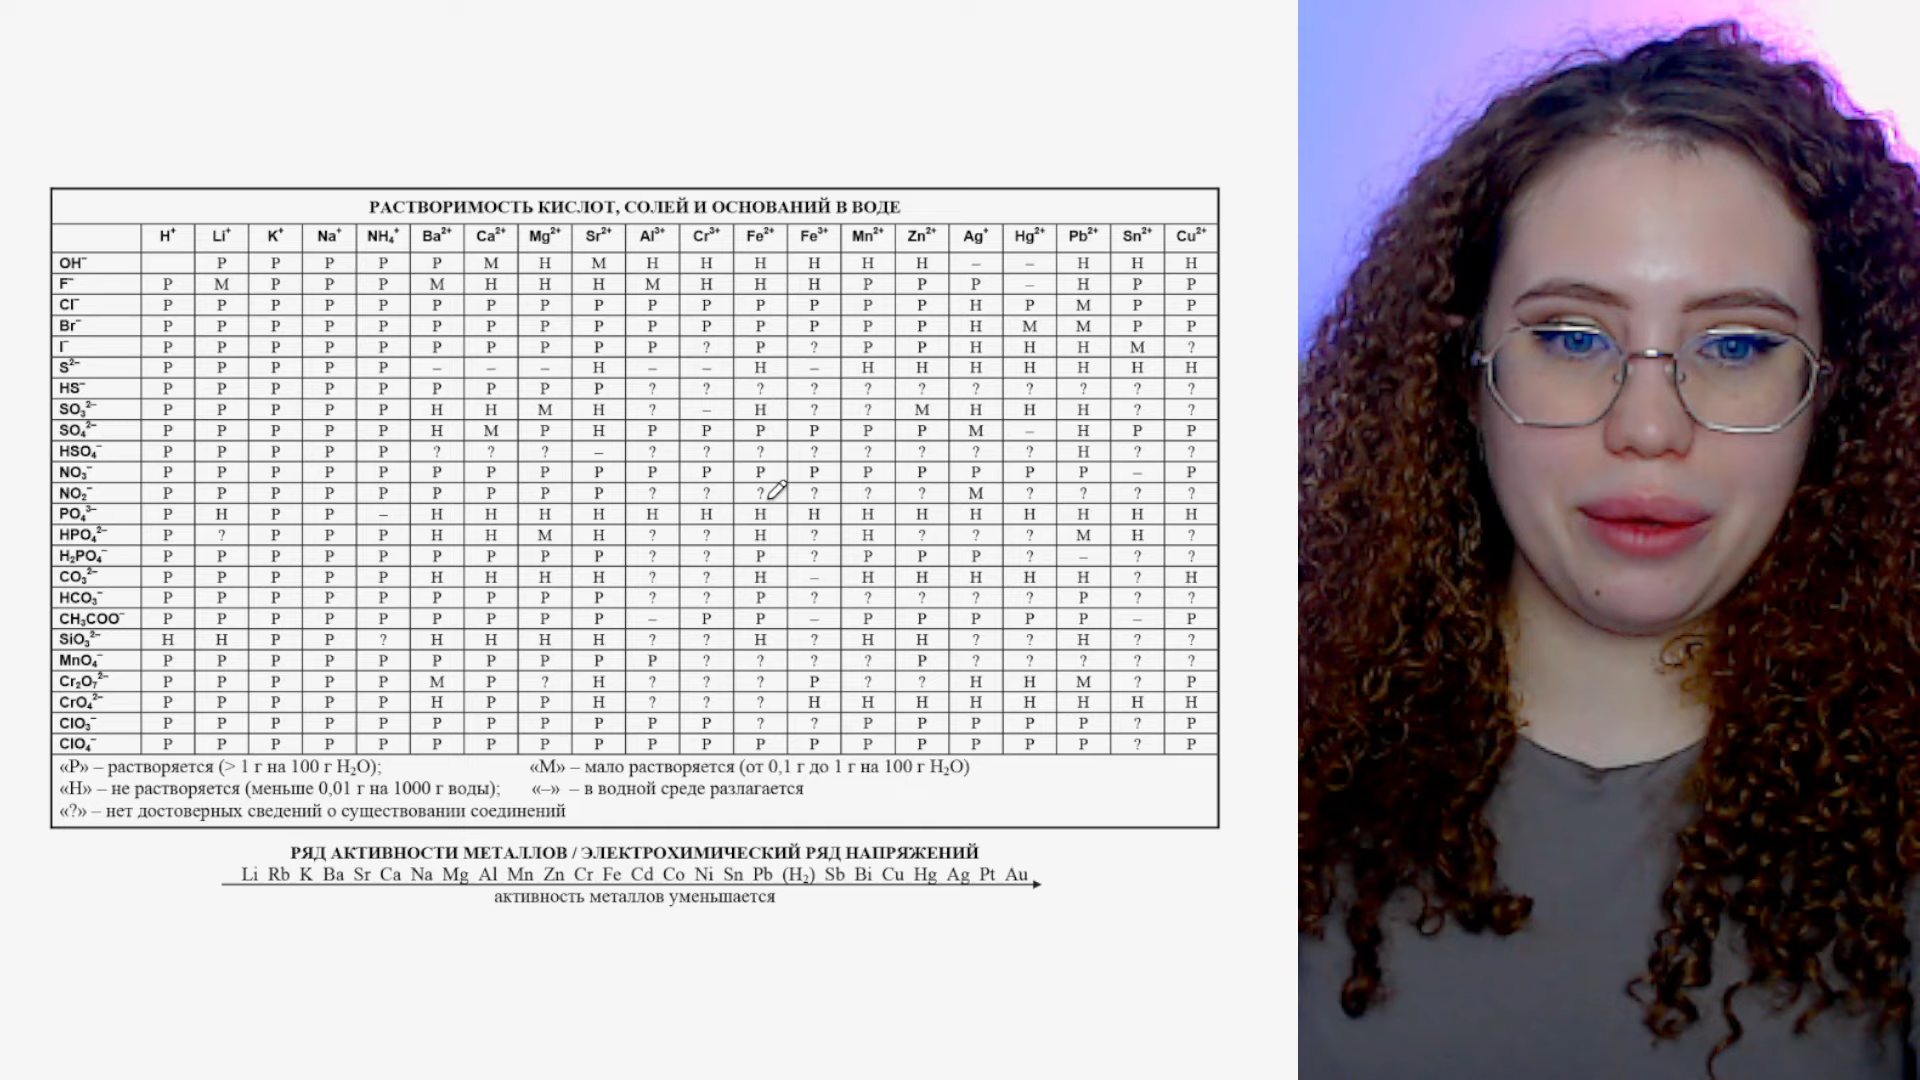 РАСТВОРИМОСТЬ КИСЛОТ, СОЛЕЙ И ОСНОВАНИЙ В ВОДЕ
H⁺ Li⁺ K⁺ Na⁺ NH₄⁺ Ba²⁺ Ca²⁺ Mg²⁺ Sr²⁺ Al³⁺ Cr³⁺ Fe²⁺ Fe³⁺ Mn²⁺ Zn²⁺ Ag⁺ Hg²⁺ Pb²⁺ Sn²⁺ Cu²⁺
OH⁻ Р Р Р Р Р М Н М Н Н Н Н Н Н – – Н Н Н
F⁻ Р М Р Р Р М Н Н Н М Н Н Н Р Р Р – Н Р Р
Cl⁻ Р Р Р Р Р Р Р Р Р Р Р Р Р Р Р Н Р М Р Р
Br⁻ Р Р Р Р Р Р Р Р Р Р Р Р Р Р Р Н М М Р Р
I⁻ Р Р Р Р Р Р Р Р Р Р ? Р ? Р Р Н Н Н М ?
S²⁻ Р Р Р Р Р – – – Н – – Н – Н Н Н Н Н Н Н
HS⁻ Р Р Р Р Р Р Р Р Р ? ? ? ? ? ? ? ? ? ? ?
SO₃²⁻ Р Р Р Р Р Н Н М Н ? – Н ? ? М Н Н Н ? ?
SO₄²⁻ Р Р Р Р Р Н М Р Н Р Р Р Р Р Р М – Н Р Р
HSO₄⁻ Р Р Р Р Р ? ? ? – ? ? ? ? ? ? ? ? Н ? ?
NO₃⁻ Р Р Р Р Р Р Р Р Р Р Р Р Р Р Р Р Р Р – Р
NO₂⁻ Р Р Р Р Р Р Р Р Р ? ? ? ? ? ? М ? ? ? ?
PO₄³⁻ Р Н Р Р – Н Н Н Н Н Н Н Н Н Н Н Н Н Н Н
HPO₄²⁻ Р ? Р Р Р Н Н М Н ? ? Н ? Н ? ? ? М Н ?
H₂PO₄⁻ Р Р Р Р Р Р Р Р Р ? ? Р ? Р Р Р ? – ? ?
CO₃²⁻ Р Р Р Р Р Н Н Н Н ? ? Н – Н Н Н Н Н ? Н
HCO₃⁻ Р Р Р Р Р Р Р Р Р ? ? Р ? ? ? ? ? Р ? ?
CH₃COO⁻ Р Р Р Р Р Р Р Р Р – Р Р – Р Р Р Р Р – Р
SiO₃²⁻ Н Н Р Р ? Н Н Н Н ? ? Н ? Н Н ? ? Н ? ?
MnO₄⁻ Р Р Р Р Р Р Р Р Р Р ? ? ? ? Р ? ? ? ? ?
Cr₂O₇²⁻ Р Р Р Р Р М Р ? Н ? ? ? Р ? ? Н Н М ? Р
CrO₄²⁻ Р Р Р Р Р Н Р Р Н ? ? ? Н Н Н Н Н Н Н Н
ClO₃⁻ Р Р Р Р Р Р Р Р Р Р Р ? ? Р Р Р Р Р ? Р
ClO₄⁻ Р Р Р Р Р Р Р Р Р Р Р Р Р Р Р Р Р Р ? Р
«Р» – растворяется (> 1 г на 100 г H₂O); «М» – мало растворяется (от 0,1 г до 1 г на 100 г H₂O)
«Н» – не растворяется (меньше 0,01 г на 1000 г воды); «–» – в водной среде разлагается
«?» – нет достоверных сведений о существовании соединений
РЯД АКТИВНОСТИ МЕТАЛЛОВ / ЭЛЕКТРОХИМИЧЕСКИЙ РЯД НАПРЯЖЕНИЙ
Li Rb K Ba Sr Ca Na Mg Al Mn Zn Cr Fe Cd Co Ni Sn Pb (H₂) Sb Bi Cu Hg Ag Pt Au
активность металлов уменьшается